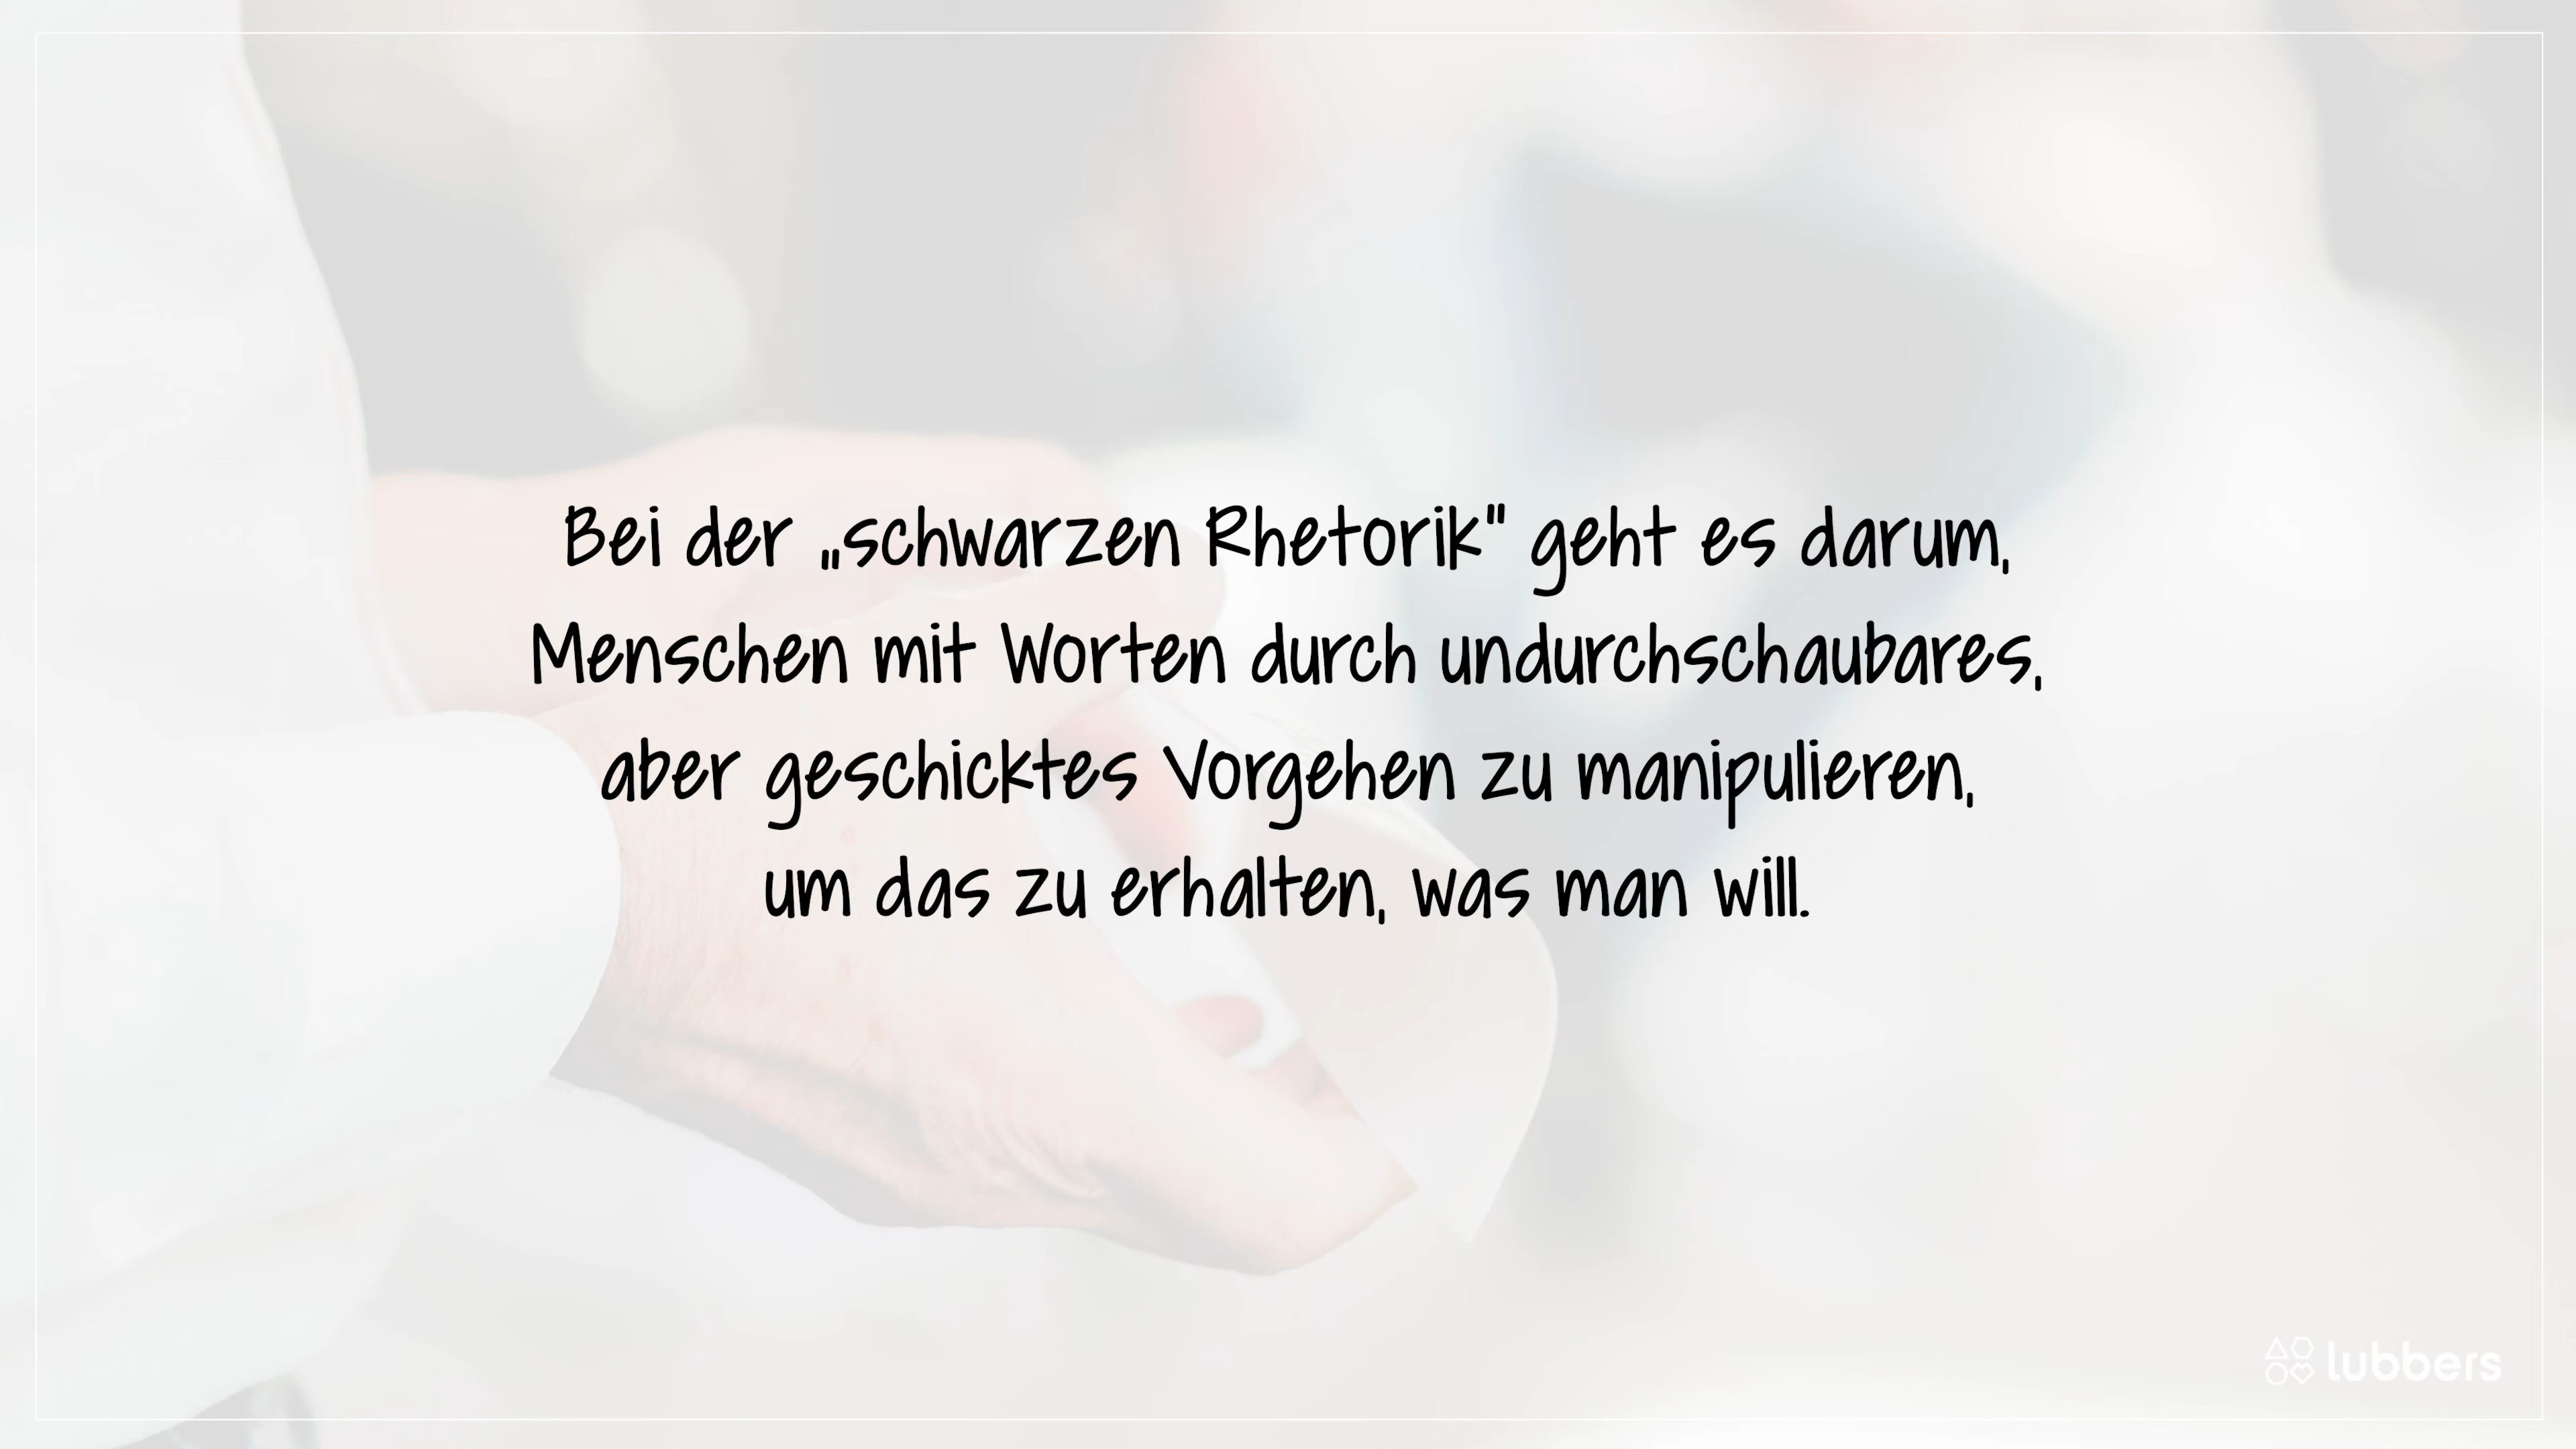 Bei der „schwarzen Rhetorik“ geht es darum,
Menschen mit Worten durch undurchschaubares,
aber geschicktes Vorgehen zu manipulieren,
um das zu erhalten, was man will.
lubbers